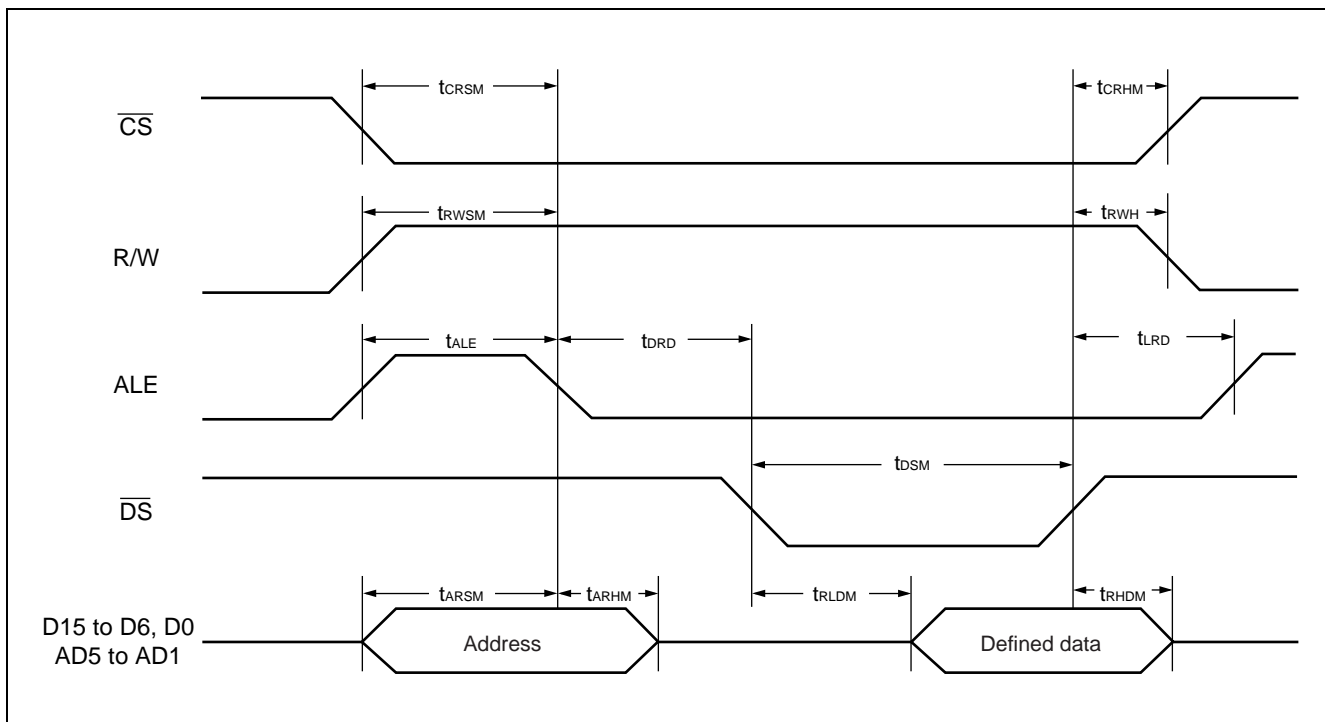 tCRSM
tCRHM
CS
tRWSM
tRWH
R/W
tALE
tDRD
tLRD
ALE
tDSM
DS
tARSM
tARHM
tRLDM
tRHDM
D15 to D6, D0
AD5 to AD1
Address
Defined data